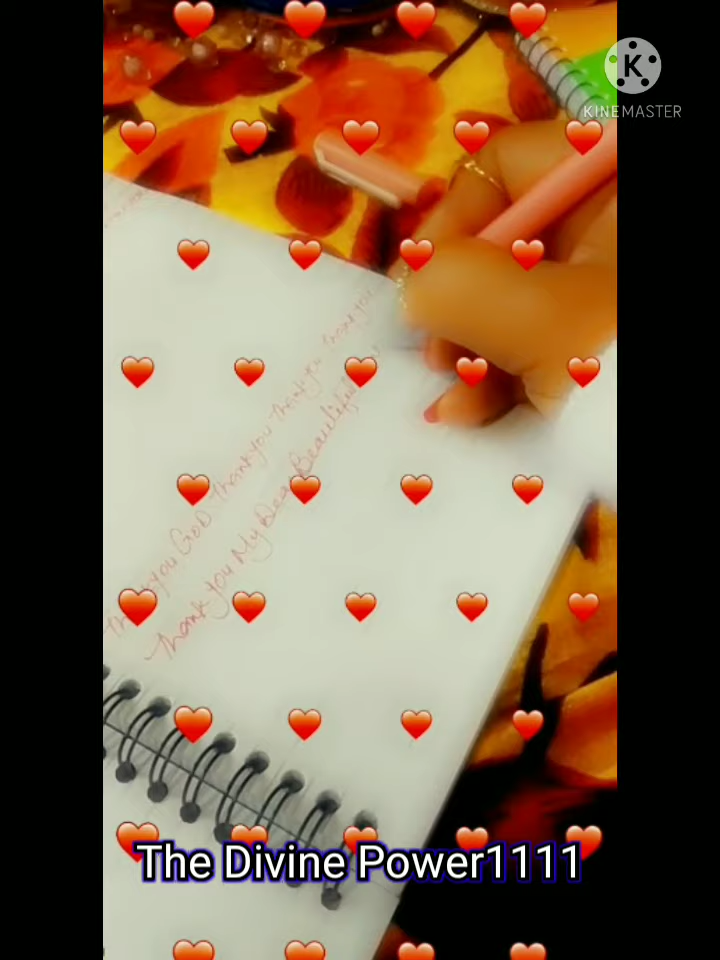 KINEMASTER
Thank you God Thank you Thank you Thank you
Thank you My Dear Beautiful
The Divine Power1111